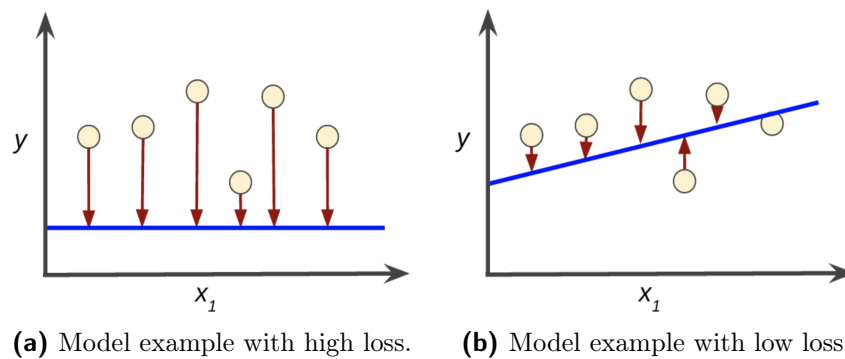 y
x₁
(a) Model example with high loss.
y
x₁
(b) Model example with low loss